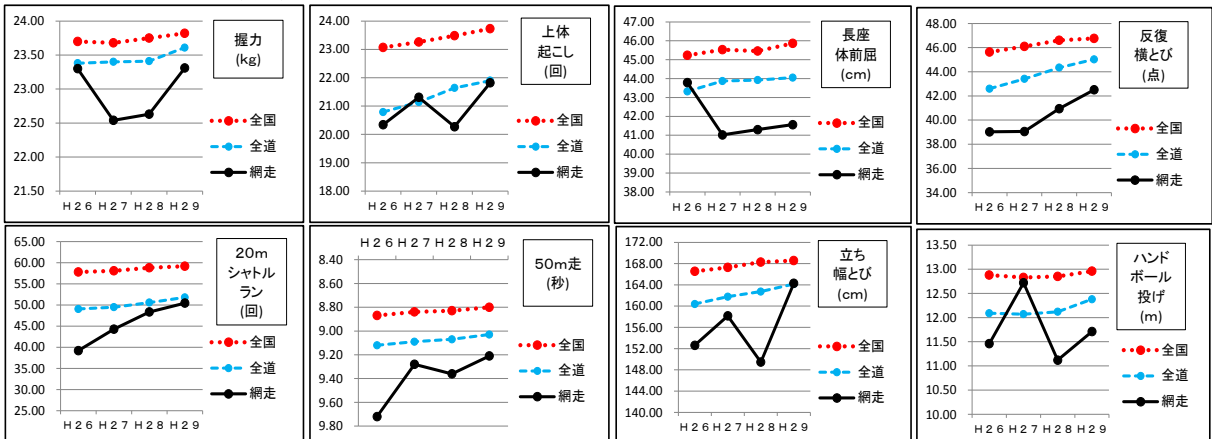 24.00
23.50
23.00
22.50
22.00
21.50
H26
H27
H28
H29
握力
(kg)
全国
全道
網走
24.00
23.00
22.00
21.00
20.00
19.00
18.00
H26
H27
H28
H29
上体
起こし
(回)
全国
全道
網走
47.00
46.00
45.00
44.00
43.00
42.00
41.00
40.00
39.00
38.00
H26
H27
H28
H29
長座
体前屈
(cm)
全国
全道
網走
48.00
46.00
44.00
42.00
40.00
38.00
36.00
34.00
H26
H27
H28
H29
反復
横とび
(点)
全国
全道
網走
65.00
60.00
55.00
50.00
45.00
40.00
35.00
30.00
25.00
H26
H27
H28
H29
20m
シャトル
ラン
(回)
全国
全道
網走
H26
H27
H28
H29
8.40
8.60
8.80
9.00
9.20
9.40
9.60
9.80
50m走
(秒)
全国
全道
網走
172.00
168.00
164.00
160.00
156.00
152.00
148.00
144.00
140.00
H26
H27
H28
H29
立ち
幅とび
(cm)
全国
全道
網走
13.50
13.00
12.50
12.00
11.50
11.00
10.50
10.00
H26
H27
H28
H29
ハンド
ボール
投げ
(m)
全国
全道
網走